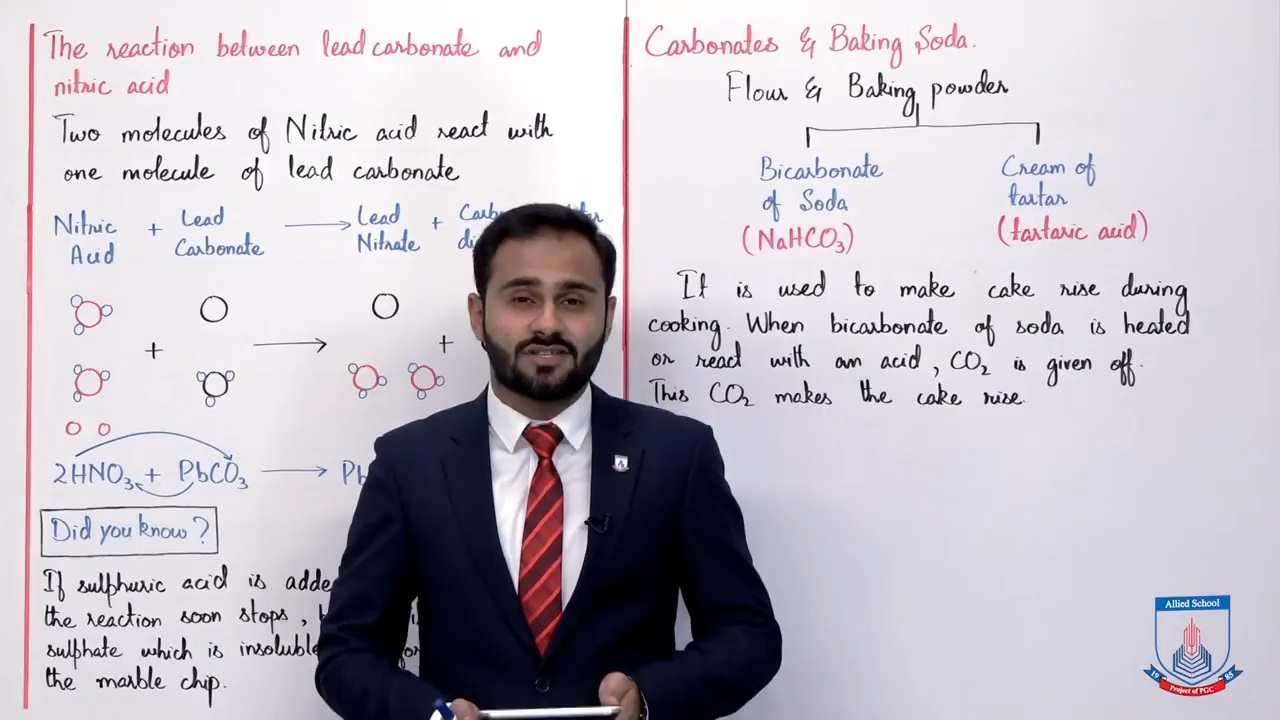 The reaction between lead carbonate and
nitric acid
Two molecules of Nitric acid react with
one molecule of lead carbonate
Nitric + Lead → Lead +
Acid Carbonate Nitrate
+ → +
2HNO3 + PbCO3 → Pb
Did you know?
If sulphuric acid is
the reaction soon stops,
sulphate which is insoluble
the marble chip.
Carbonates & Baking Soda.
Flour & Baking powder
Bicarbonate Cream of
of Soda tartar
(NaHCO3) (tartaric acid)
It is used to make cake rise during
cooking. When bicarbonate of soda is heated
or react with an acid, CO2 is given off.
This CO2 makes the cake rise.
Allied School
19 85
Project of PGC